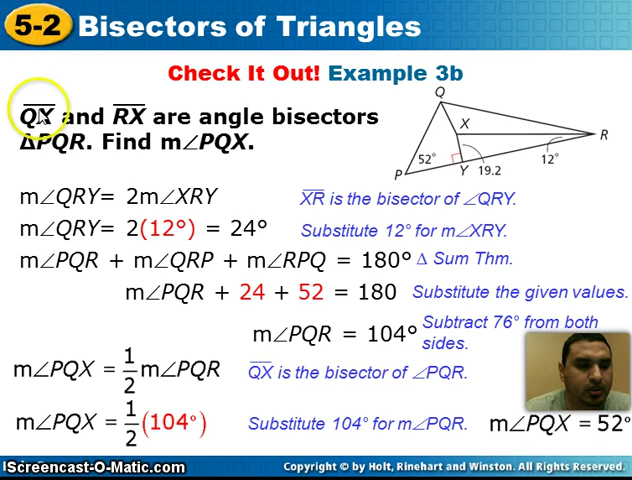 5-2 Bisectors of Triangles
Check It Out! Example 3b
QX and RX are angle bisectors
ΔPQR. Find m∠PQX.
Q
X
R
52°
12°
P
Y
19.2
m∠QRY= 2m∠XRY
XR is the bisector of ∠QRY.
m∠QRY= 2(12°) = 24°
Substitute 12° for m∠XRY.
m∠PQR + m∠QRP + m∠RPQ = 180°
∆ Sum Thm.
m∠PQR + 24 + 52 = 180
Substitute the given values.
m∠PQR = 104°
Subtract 76° from both
sides.
m∠PQX = 1/2 m∠PQR
QX is the bisector of ∠PQR.
m∠PQX = 1/2 (104°)
Substitute 104° for m∠PQR.
m∠PQX = 52°
Screencast-O-Matic.com
Copyright © by Holt, Rinehart and Winston. All Rights Reserved.